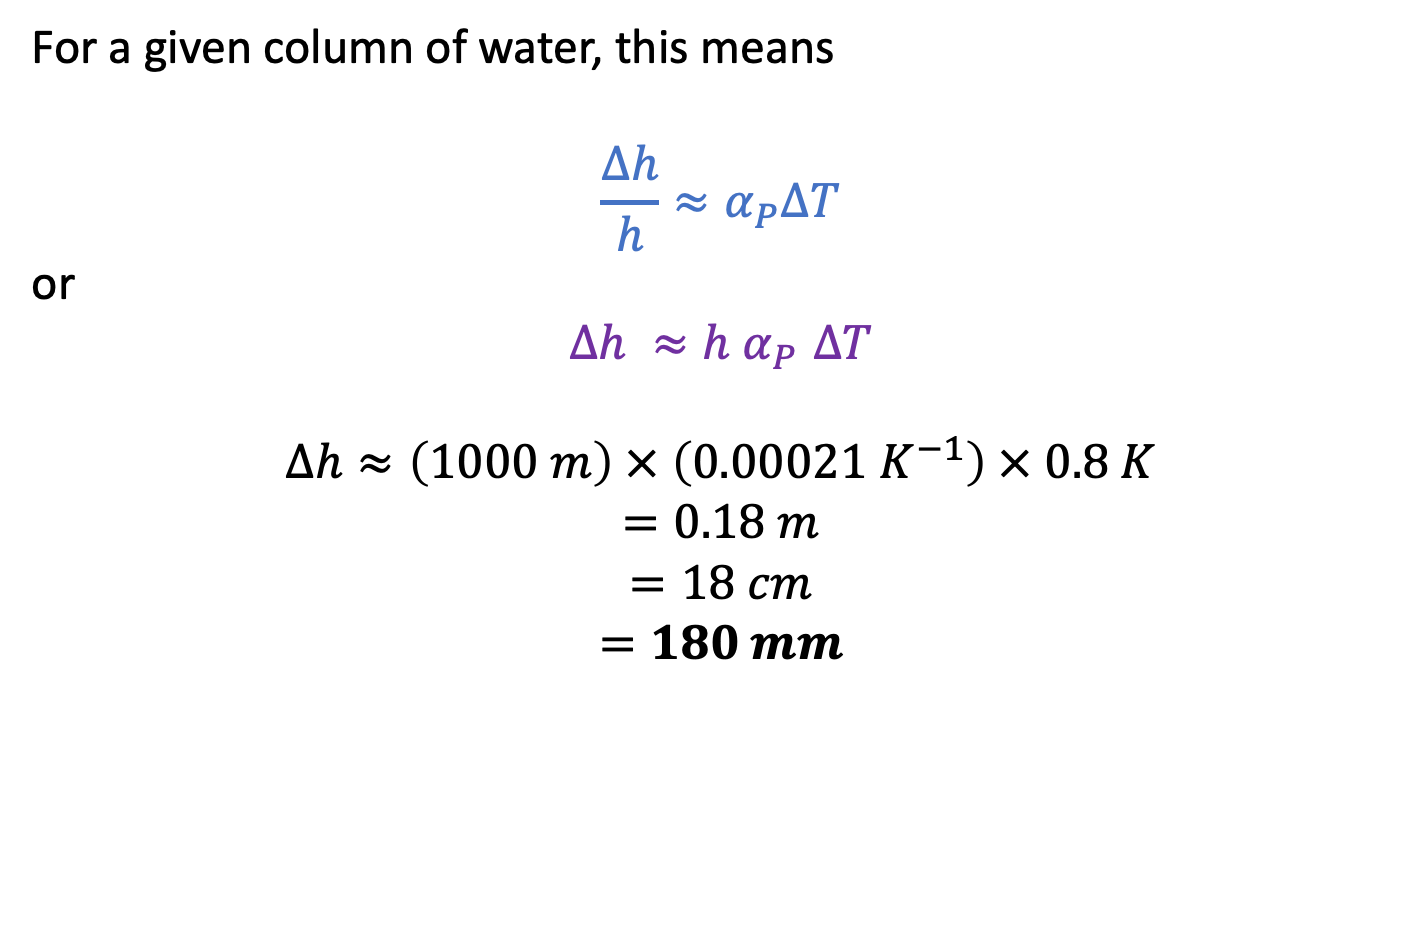 For a given column of water, this means
Δh/h ≈ α_P ΔT
or
Δh ≈ h α_P ΔT
Δh ≈ (1000 m) × (0.00021 K⁻¹) × 0.8 K
= 0.18 m
= 18 cm
= 180 mm